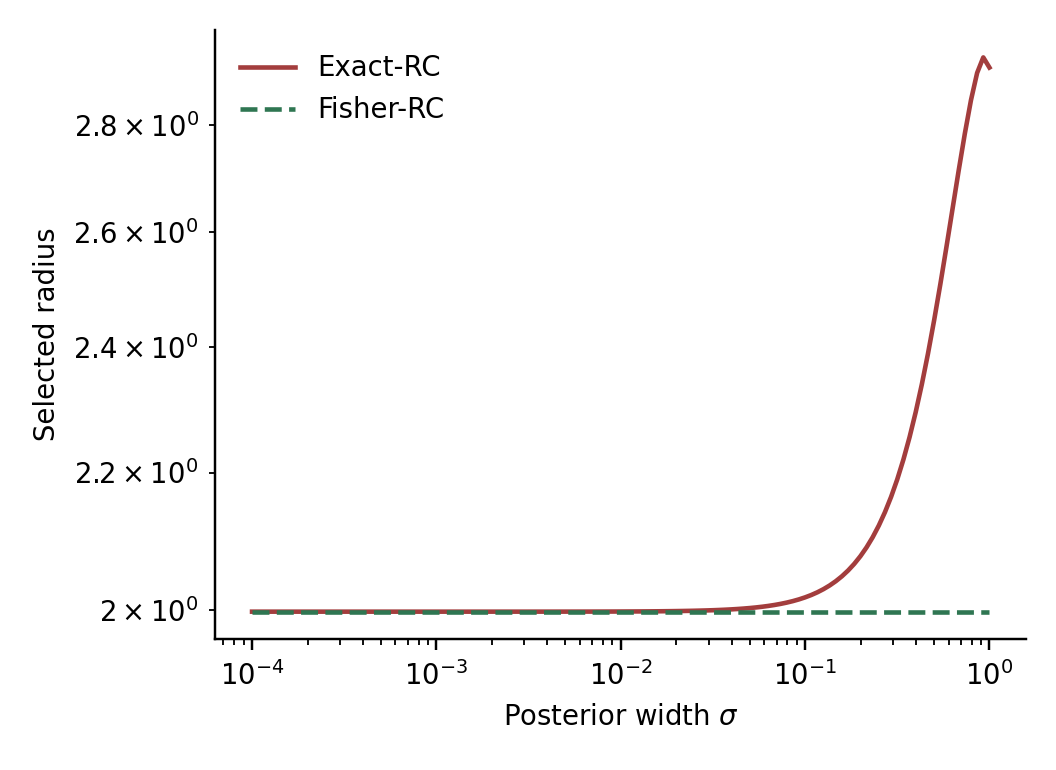 Exact-RC
Fisher-RC
2.8 × 10⁰
2.6 × 10⁰
2.4 × 10⁰
2.2 × 10⁰
2 × 10⁰
Selected radius
10⁻⁴ 10⁻³ 10⁻² 10⁻¹ 10⁰
Posterior width σ